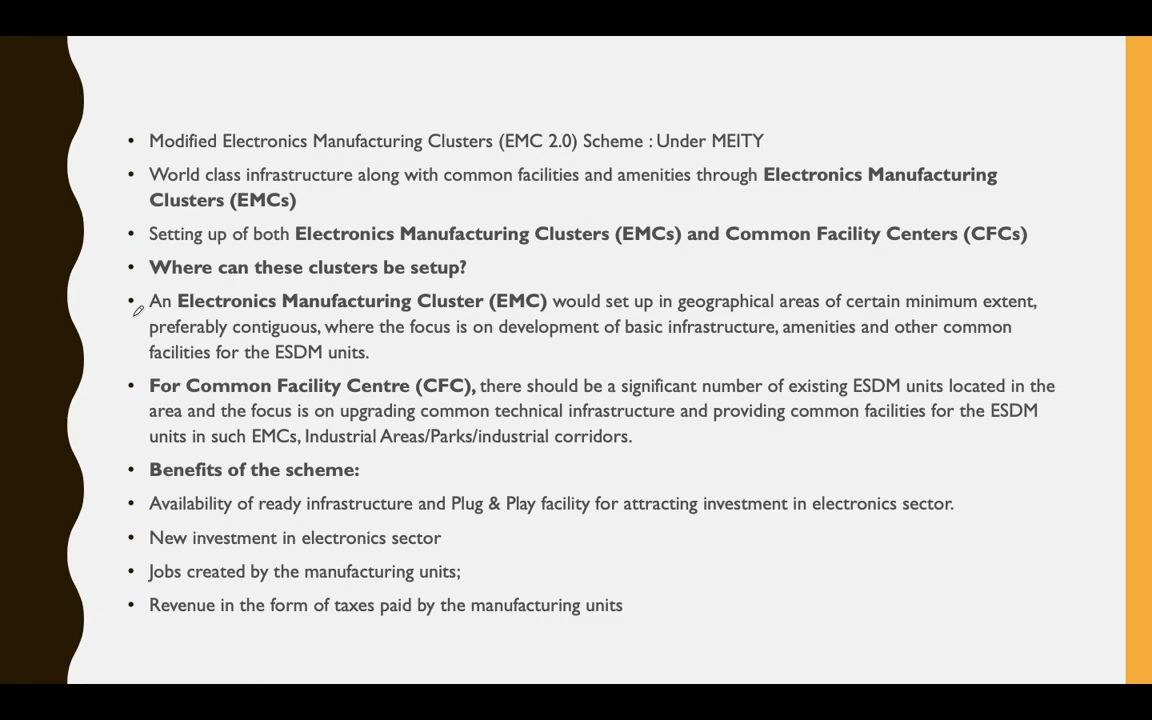 • Modified Electronics Manufacturing Clusters (EMC 2.0) Scheme : Under MEITY
• World class infrastructure along with common facilities and amenities through Electronics Manufacturing
Clusters (EMCs)
• Setting up of both Electronics Manufacturing Clusters (EMCs) and Common Facility Centers (CFCs)
• Where can these clusters be setup?
• An Electronics Manufacturing Cluster (EMC) would set up in geographical areas of certain minimum extent,
preferably contiguous, where the focus is on development of basic infrastructure, amenities and other common
facilities for the ESDM units.
• For Common Facility Centre (CFC), there should be a significant number of existing ESDM units located in the
area and the focus is on upgrading common technical infrastructure and providing common facilities for the ESDM
units in such EMCs, Industrial Areas/Parks/industrial corridors.
• Benefits of the scheme:
• Availability of ready infrastructure and Plug & Play facility for attracting investment in electronics sector.
• New investment in electronics sector
• Jobs created by the manufacturing units;
• Revenue in the form of taxes paid by the manufacturing units